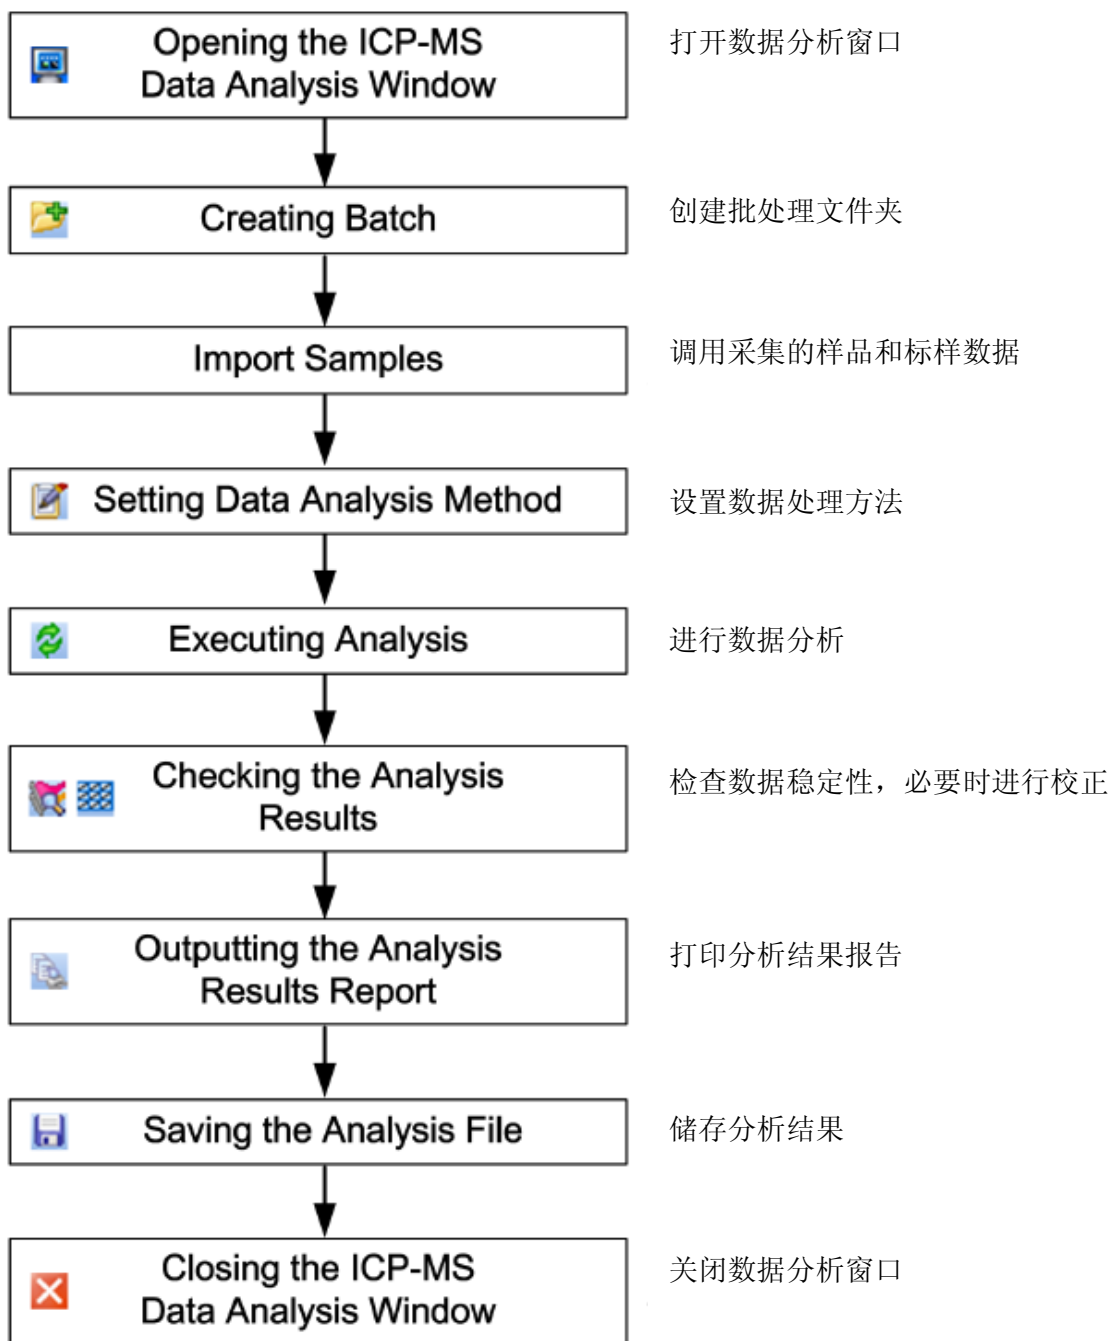 Opening the ICP-MS
Data Analysis Window
打开数据分析窗口
Creating Batch
创建批处理文件夹
Import Samples
调用采集的样品和标样数据
Setting Data Analysis Method
设置数据处理方法
Executing Analysis
进行数据分析
Checking the Analysis
Results
检查数据稳定性，必要时进行校正
Outputting the Analysis
Results Report
打印分析结果报告
Saving the Analysis File
储存分析结果
Closing the ICP-MS
Data Analysis Window
关闭数据分析窗口